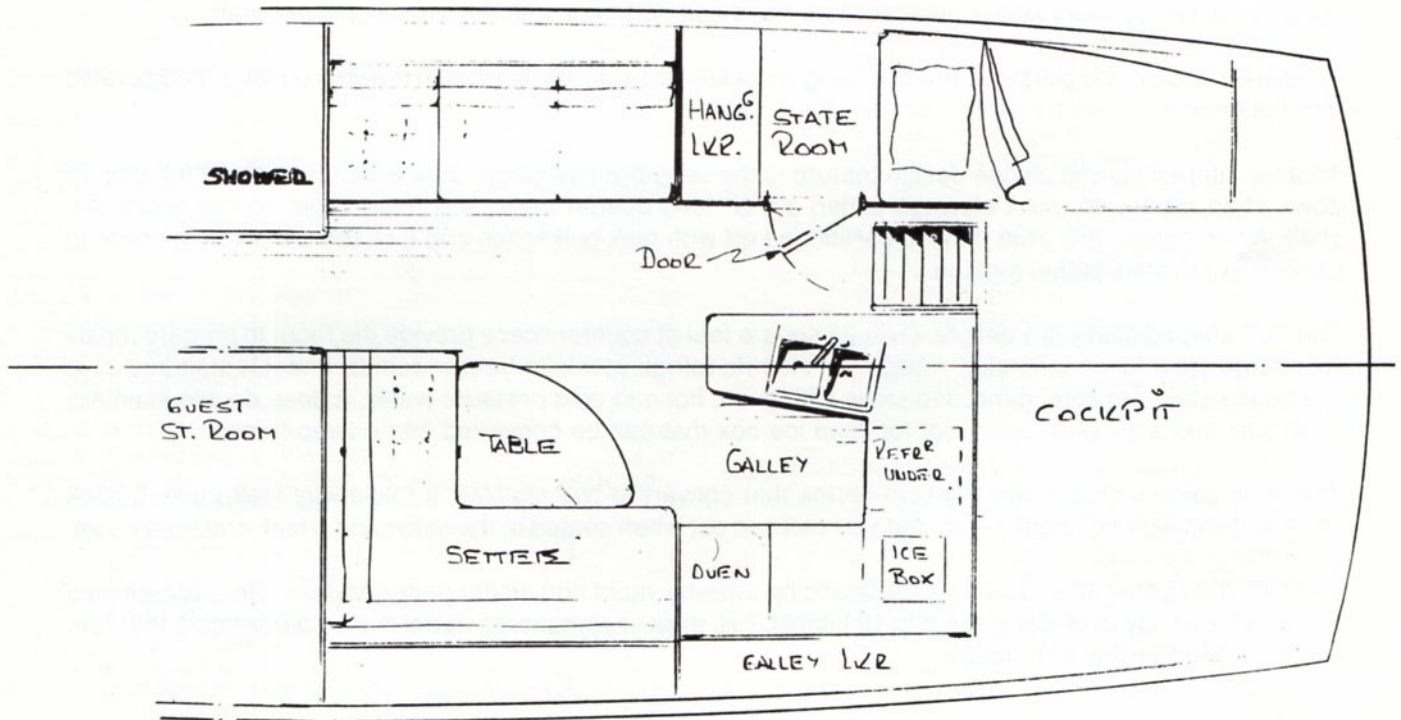 HANG^G.
LKR.
STATE
ROOM
SHOWER
DOOR
GUEST
ST. ROOM
TABLE
SETTEE
GALLEY
REFR^R
UNDER
OVEN
ICE
BOX
COCKPIT
GALLEY LKR